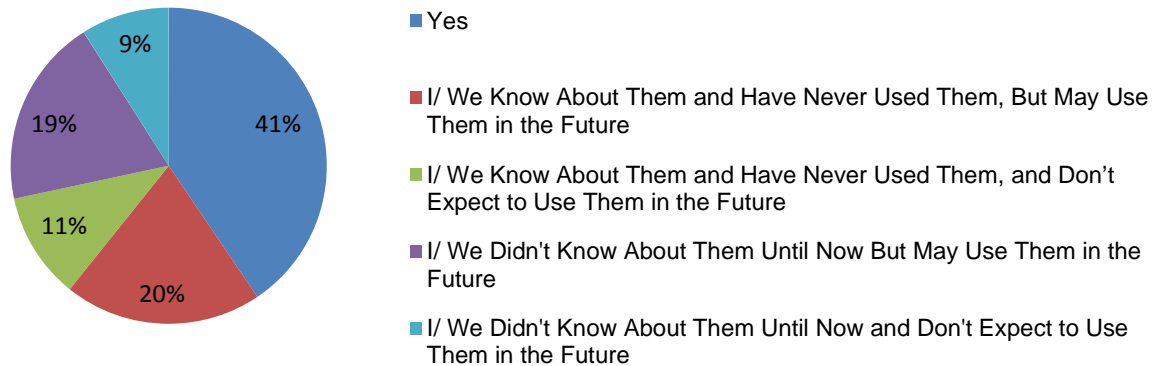 Yes
I/ We Know About Them and Have Never Used Them, But May Use
Them in the Future
I/ We Know About Them and Have Never Used Them, and Don’t
Expect to Use Them in the Future
I/ We Didn't Know About Them Until Now But May Use Them in the
Future
I/ We Didn't Know About Them Until Now and Don't Expect to Use
Them in the Future
9%
19%
41%
11%
20%